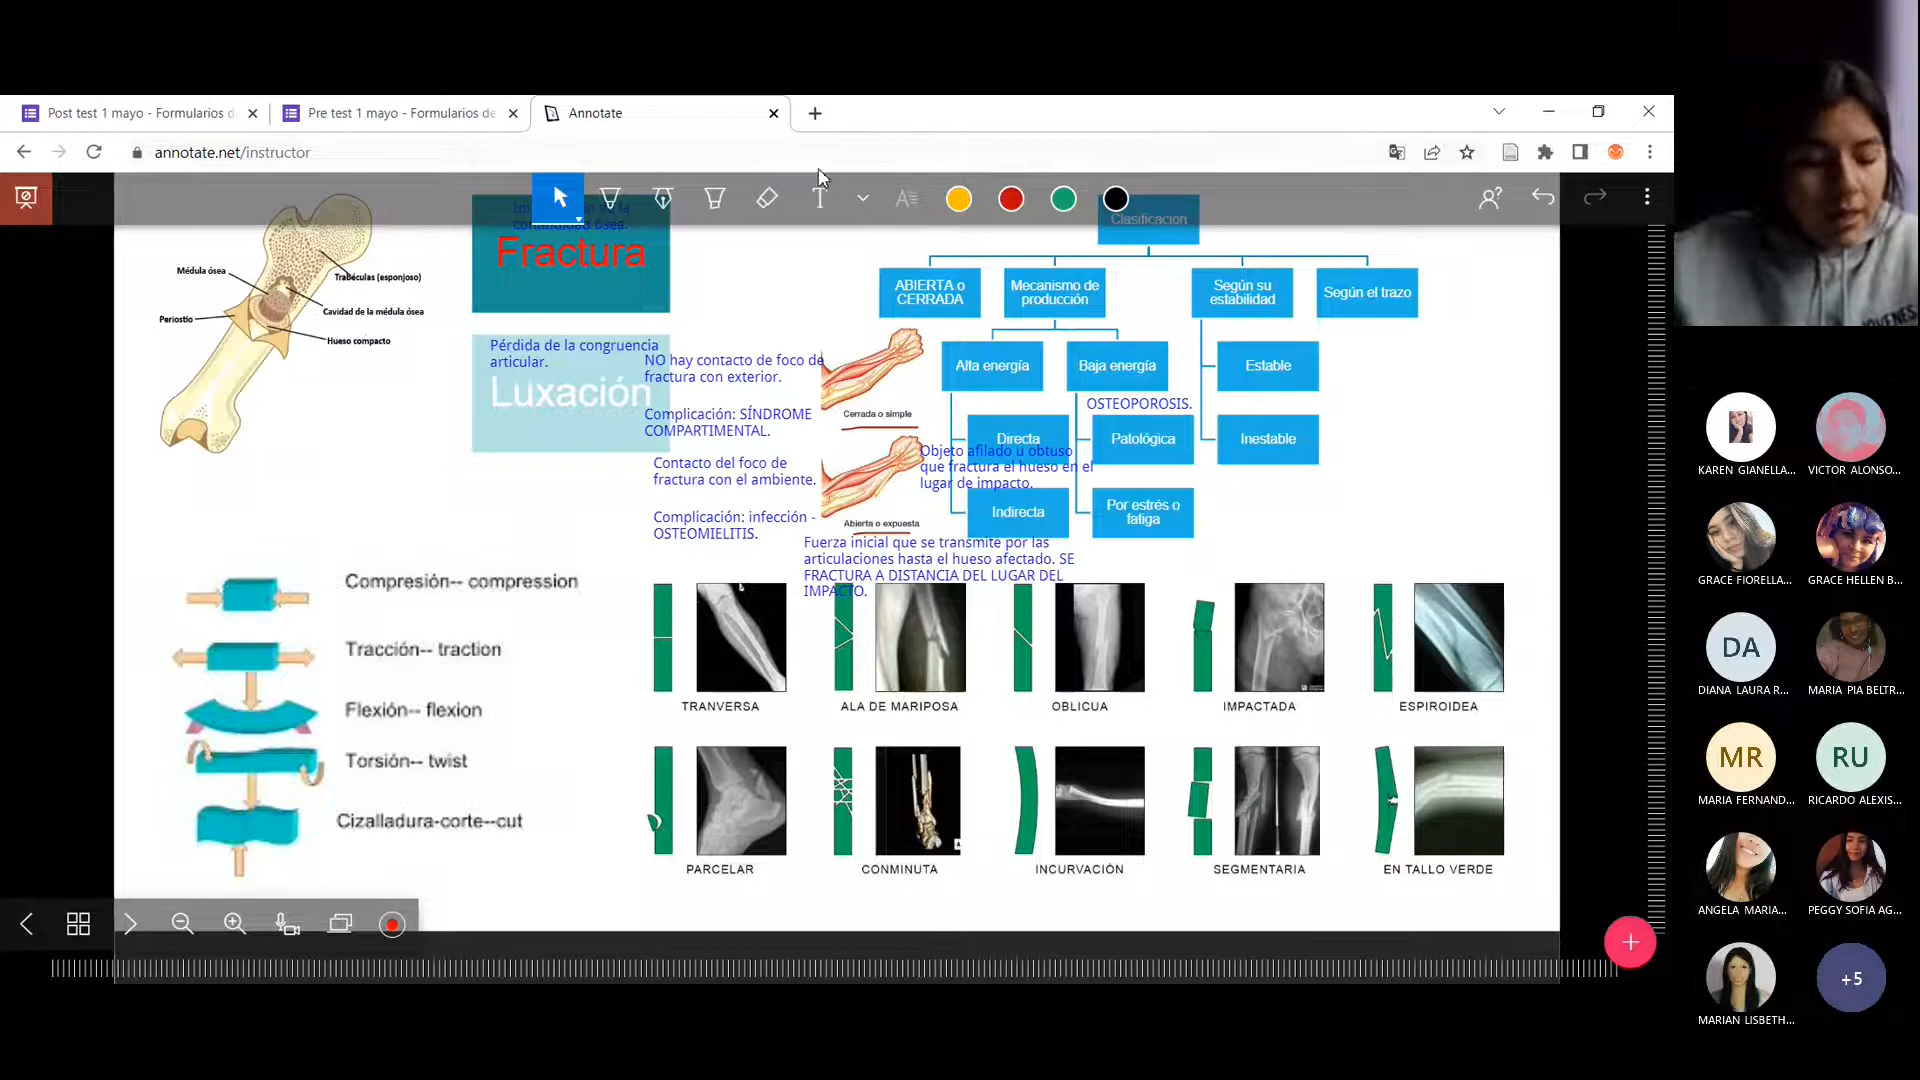 Post test 1 mayo - Formularios d
Pre test 1 mayo - Formularios de
Annotate
annotate.net/instructor
continuidad ósea.
Fractura
Pérdida de la congruencia
articular.
Luxación
Médula ósea
Trabéculas (esponjoso)
Cavidad de la médula ósea
Periostio
Hueso compacto
Clasificacion
ABIERTA o
CERRADA
Mecanismo de
producción
Según su
estabilidad
Según el trazo
Alta energía
Baja energía
Estable
OSTEOPOROSIS.
Directa
Patológica
Inestable
Indirecta
Por estrés o
fatiga
NO hay contacto de foco de
fractura con exterior.
Complicación: SÍNDROME
COMPARTIMENTAL.
Cerrada o simple
Contacto del foco de
fractura con el ambiente.
Complicación: infección -
OSTEOMIELITIS.
Abierta o expuesta
Objeto afilado u obtuso
que fractura el hueso en el
lugar de impacto.
Fuerza inicial que se transmite por las
articulaciones hasta el hueso afectado. SE
FRACTURA A DISTANCIA DEL LUGAR DEL
IMPACTO.
Compresión-- compression
Tracción-- traction
Flexión-- flexion
Torsión-- twist
Cizalladura-corte--cut
TRANVERSA
ALA DE MARIPOSA
OBLICUA
IMPACTADA
ESPIROIDEA
PARCELAR
CONMINUTA
INCURVACIÓN
SEGMENTARIA
EN TALLO VERDE
KAREN GIANELLA...
VICTOR ALONSO...
GRACE FIORELLA...
GRACE HELLEN B...
DA
DIANA LAURA R...
MARIA PIA BELTR...
MR
MARIA FERNAND...
RU
RICARDO ALEXIS...
ANGELA MARIA...
PEGGY SOFIA AG...
MARIAN LISBETH...
+5